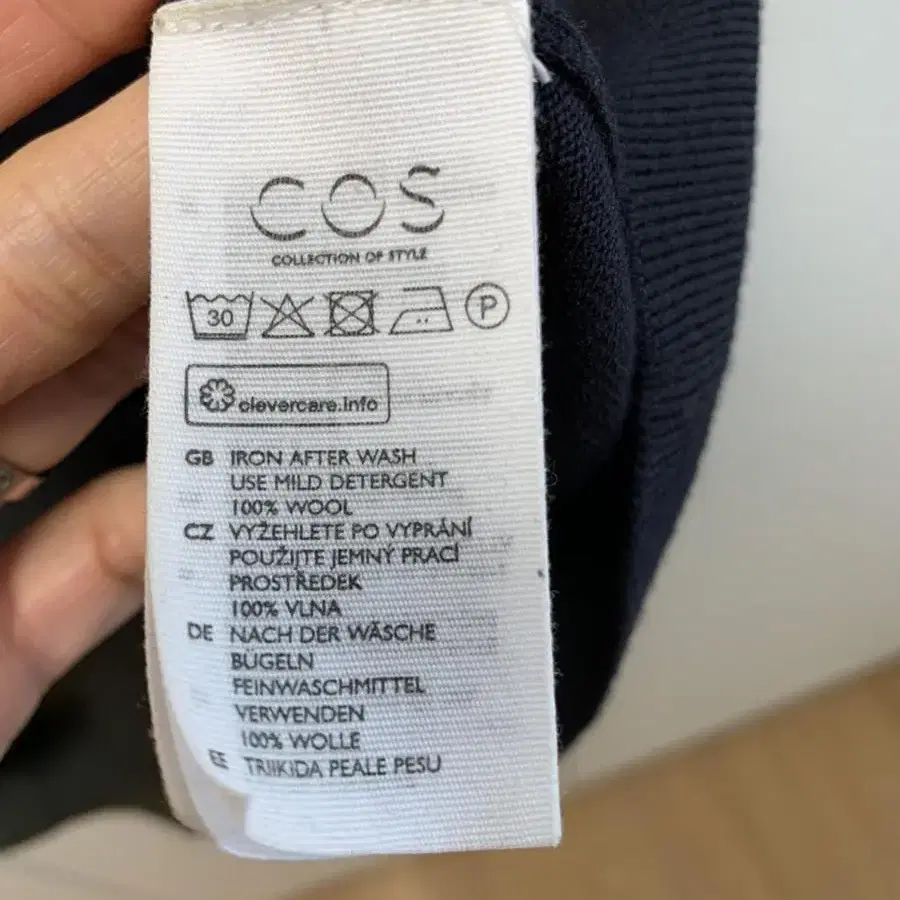 COS
COLLECTION OF STYLE
30
P
clevercare.info
GB IRON AFTER WASH
USE MILD DETERGENT
100% WOOL
CZ VYŽEHLETE PO VYPRÁNÍ
POUŽIJTE JEMNÝ PRACÍ
PROSTŘEDEK
100% VLNA
DE NACH DER WÄSCHE
BÜGELN
FEINWASCHMITTEL
VERWENDEN
100% WOLLE
EE TRIIKIDA PEALE PESU